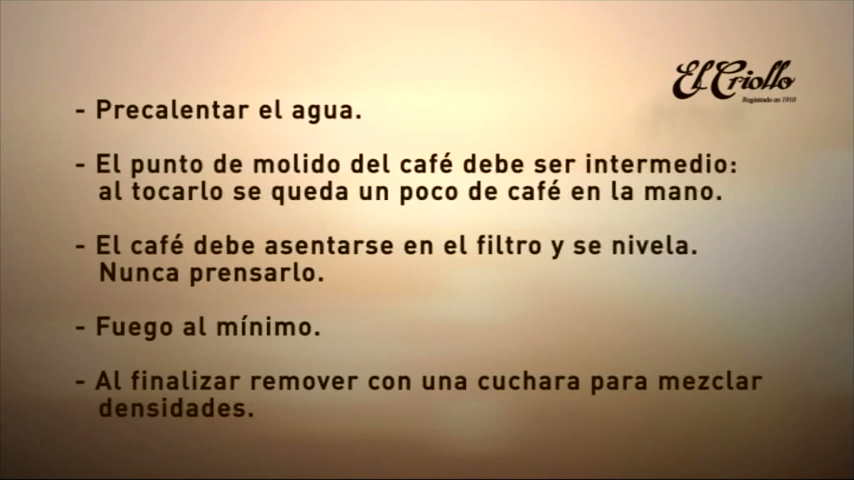 El Criollo
Registrado en 1910
- Precalentar el agua.
- El punto de molido del café debe ser intermedio:
al tocarlo se queda un poco de café en la mano.
- El café debe asentarse en el filtro y se nivela.
Nunca prensarlo.
- Fuego al mínimo.
- Al finalizar remover con una cuchara para mezclar
densidades.